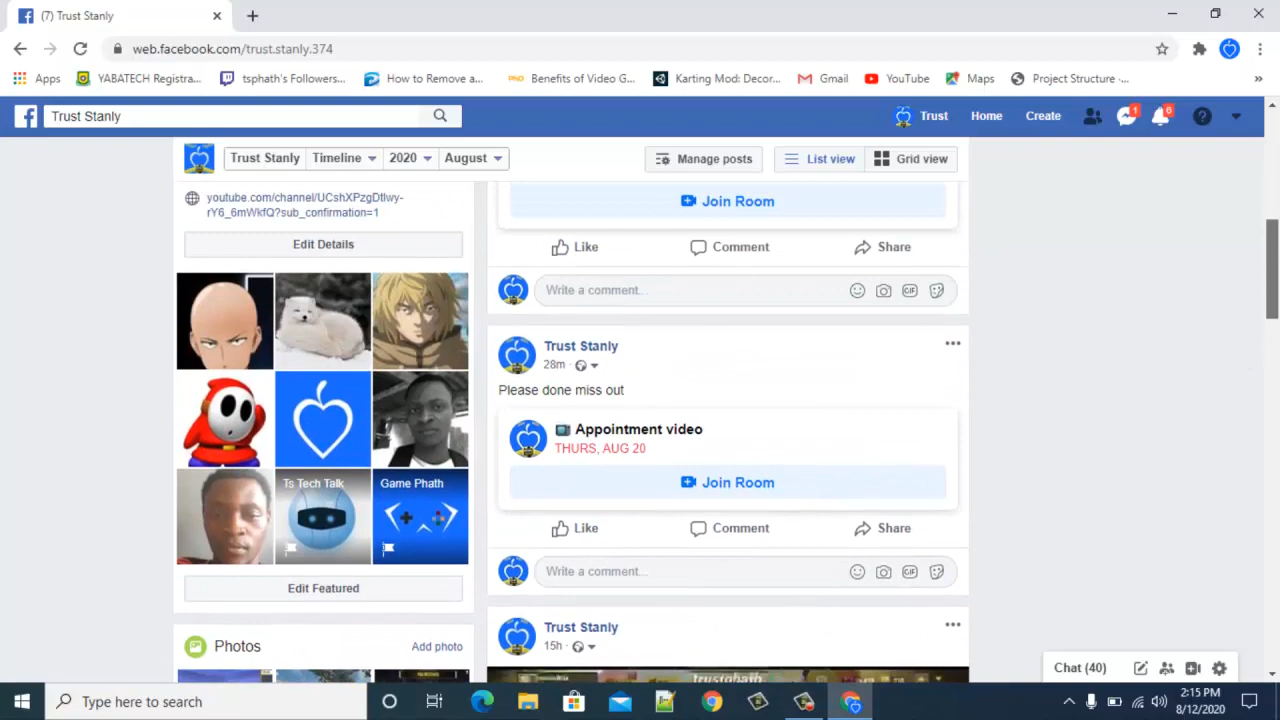 (7) Trust Stanly
web.facebook.com/trust.stanly.374
Apps
YABATECH Registra...
tsphath's Followers...
How to Remove a...
PNO
Benefits of Video G...
Karting Mod: Decor...
Gmail
YouTube
Maps
Project Structure -...
»
Trust Stanly
Trust
Home
Create
1
6
Trust Stanly
Timeline
2020
August
Manage posts
List view
Grid view
youtube.com/channel/UCshXPzgDtlwy-
rY6_6mWkfQ?sub_confirmation=1
Edit Details
Ts Tech Talk
Game Phath
Edit Featured
Photos
Add photo
Join Room
Like
Comment
Share
Write a comment...
GIF
Trust Stanly
28m
Please done miss out
Appointment video
THURS, AUG 20
Join Room
Like
Comment
Share
Write a comment...
GIF
Trust Stanly
15h
Chat (40)
Type here to search
2:15 PM
8/12/2020